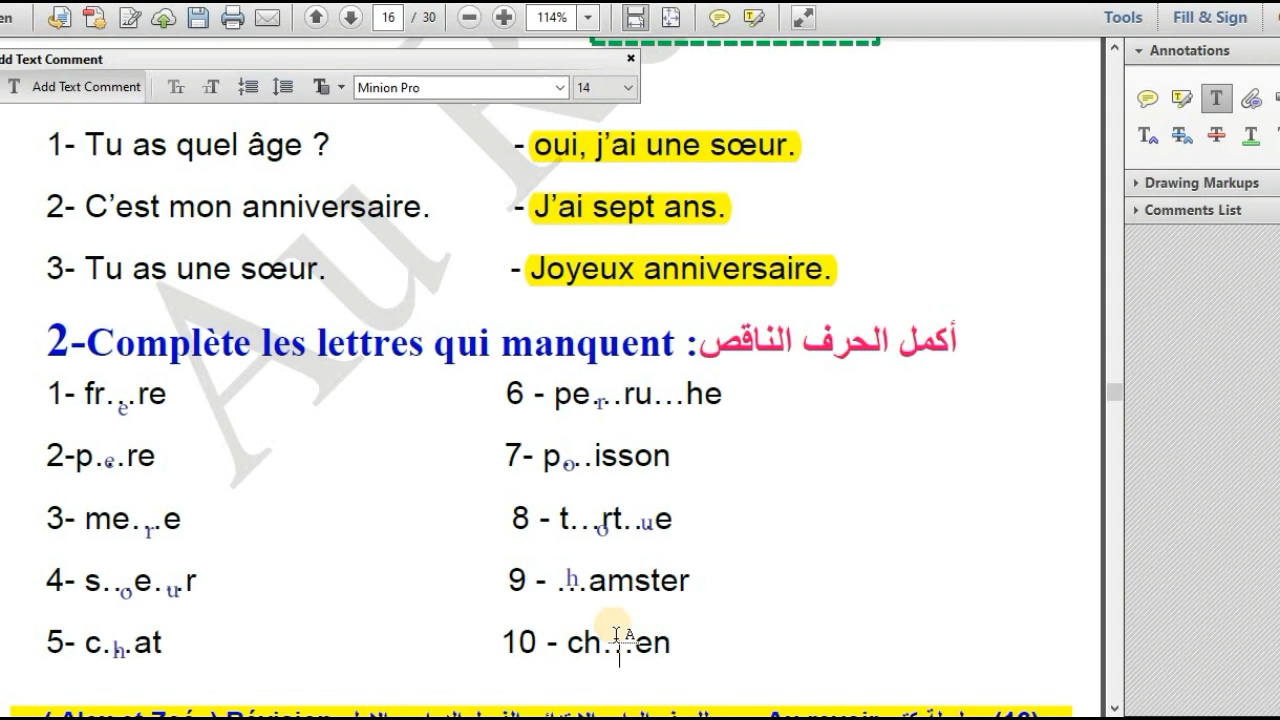 16 / 30
114%
Tools
Fill & Sign
Add Text Comment
Annotations
T Add Text Comment
Minion Pro
14
Drawing Markups
Comments List
1- Tu as quel âge ? - oui, j'ai une sœur.
2- C'est mon anniversaire. - J'ai sept ans.
3- Tu as une sœur. - Joyeux anniversaire.
2-Complète les lettres qui manquent : أكمل الحرف الناقص
1- fr...e...re 6 - pe...r...ru...he
2-p...e...re 7- p...o...isson
3- me...r...e 8 - t...o...rt...u...e
4- s...o...e...u...r 9 - ...h...amster
5- c...h...at 10 - ch...en
Au